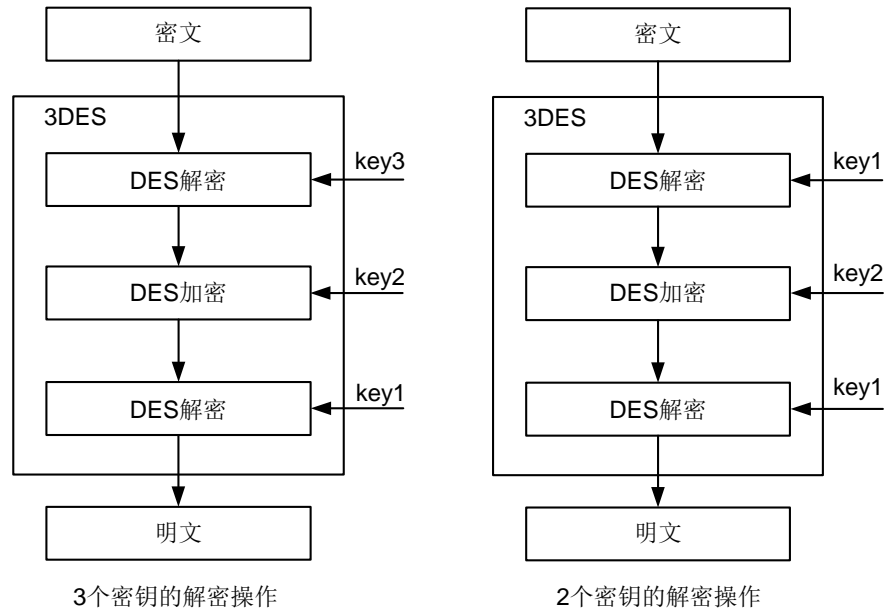 密文
3DES
DES解密
key3
DES加密
key2
DES解密
key1
明文
3个密钥的解密操作
密文
3DES
DES解密
key1
DES加密
key2
DES解密
key1
明文
2个密钥的解密操作